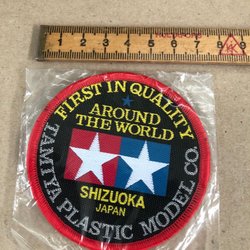 1 2 3 4 5 6 7 8 9
FIRST IN QUALITY
AROUND
THE WORLD
SHIZUOKA
JAPAN
TAMIYA PLASTIC MODEL CO.